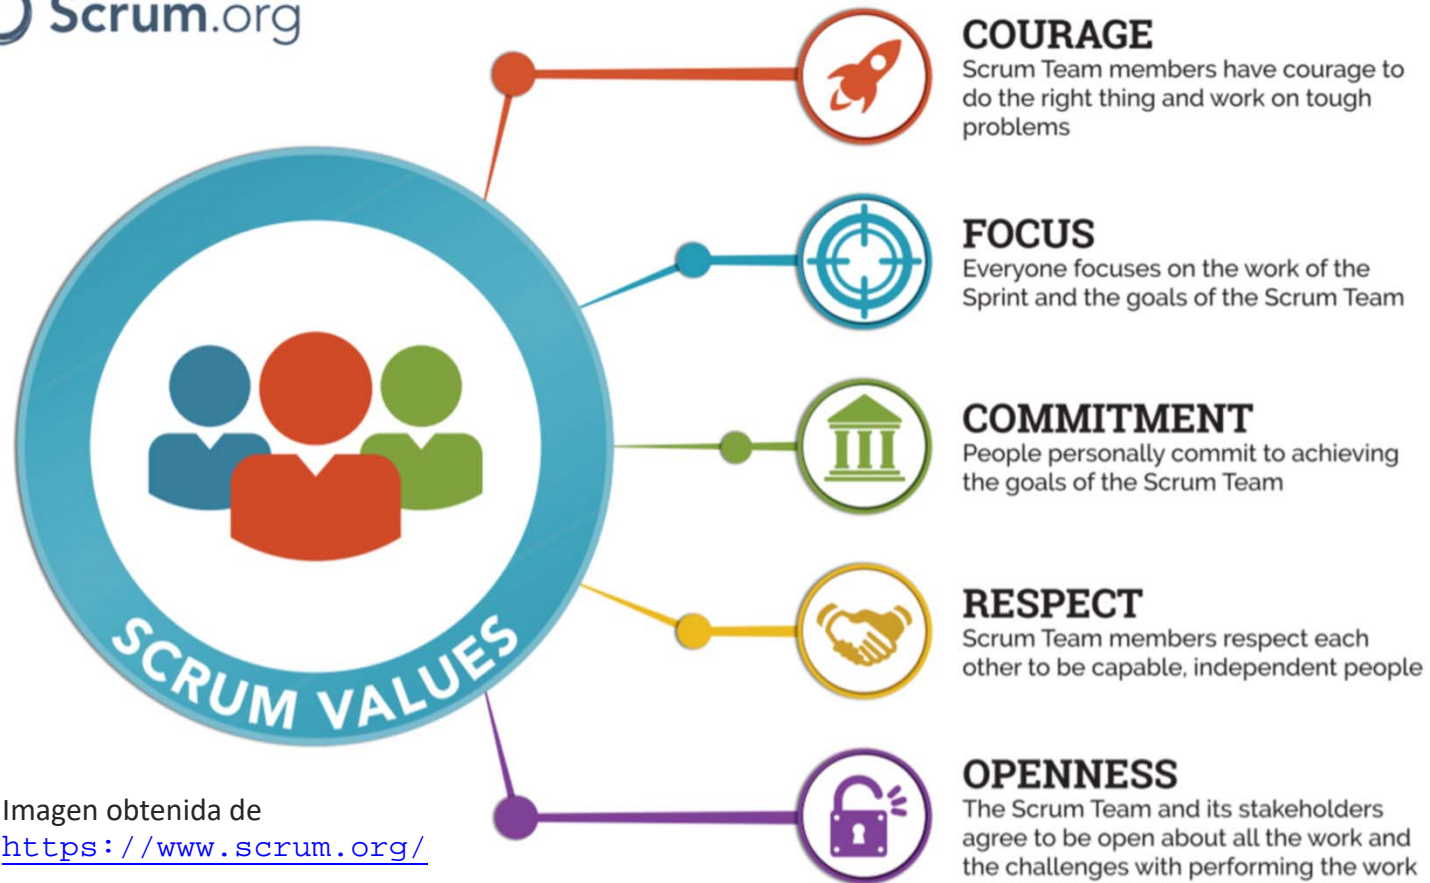 Scrum.org
COURAGE
Scrum Team members have courage to
do the right thing and work on tough
problems
FOCUS
Everyone focuses on the work of the
Sprint and the goals of the Scrum Team
COMMITMENT
People personally commit to achieving
the goals of the Scrum Team
RESPECT
Scrum Team members respect each
other to be capable, independent people
OPENNESS
The Scrum Team and its stakeholders
agree to be open about all the work and
the challenges with performing the work
SCRUM VALUES
Imagen obtenida de
https://www.scrum.org/